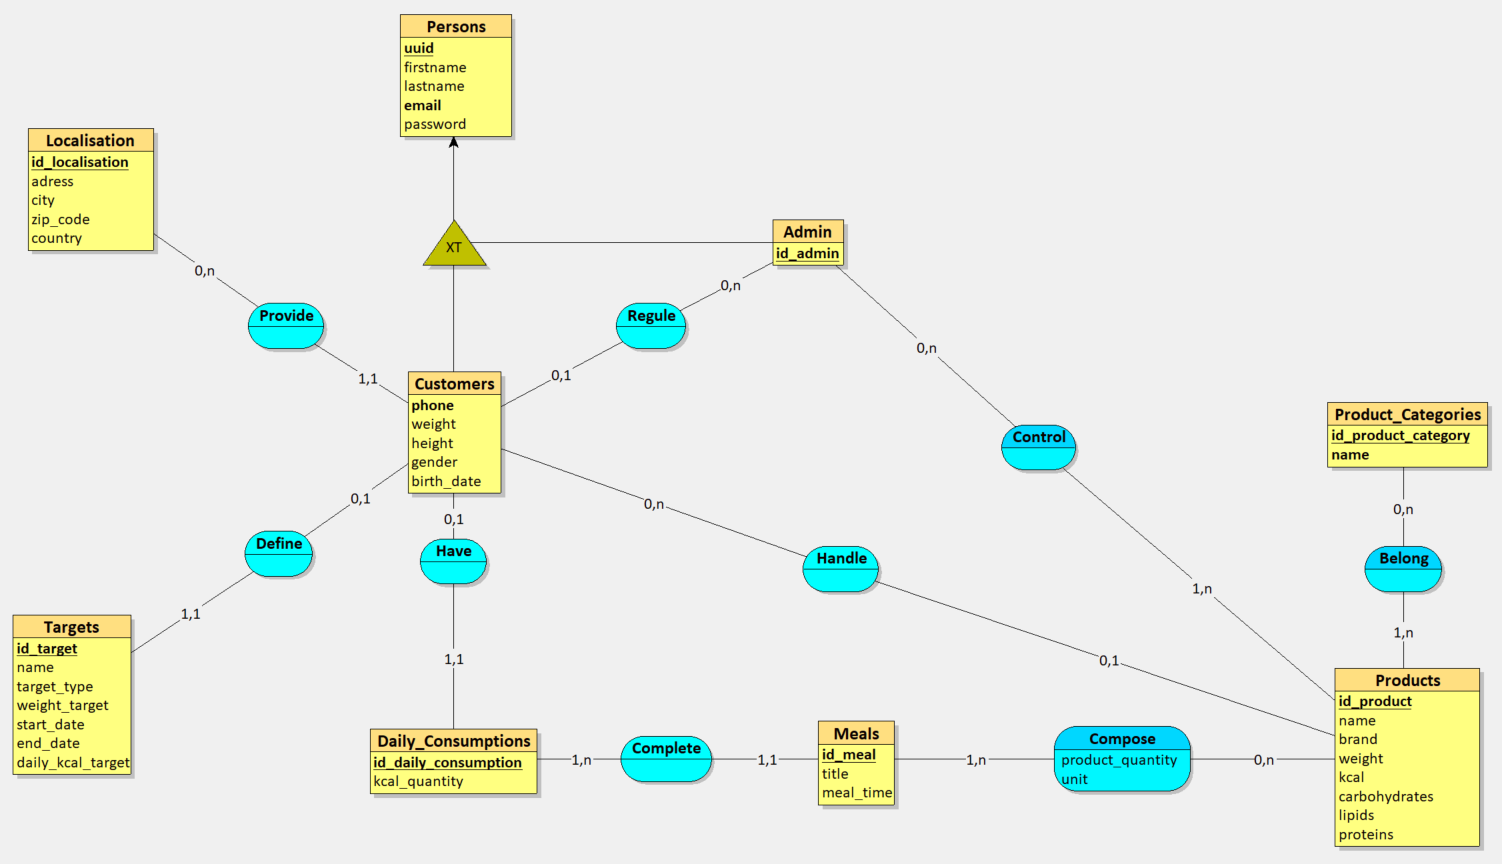 Persons
uuid
firstname
lastname
email
password
Localisation
id_localisation
adress
city
zip_code
country
XT
Admin
id_admin
0,n
Provide
1,1
0,n
Regule
0,1
Customers
phone
weight
height
gender
birth_date
0,n
Control
1,n
Product_Categories
id_product_category
name
0,n
Belong
1,n
0,1
Define
1,1
0,1
Have
1,1
0,n
Handle
0,1
Targets
id_target
name
target_type
weight_target
start_date
end_date
daily_kcal_target
Daily_Consumptions
id_daily_consumption
kcal_quantity
1,n
Complete
1,1
Meals
id_meal
title
meal_time
1,n
Compose
product_quantity
unit
0,n
Products
id_product
name
brand
weight
kcal
carbohydrates
lipids
proteins